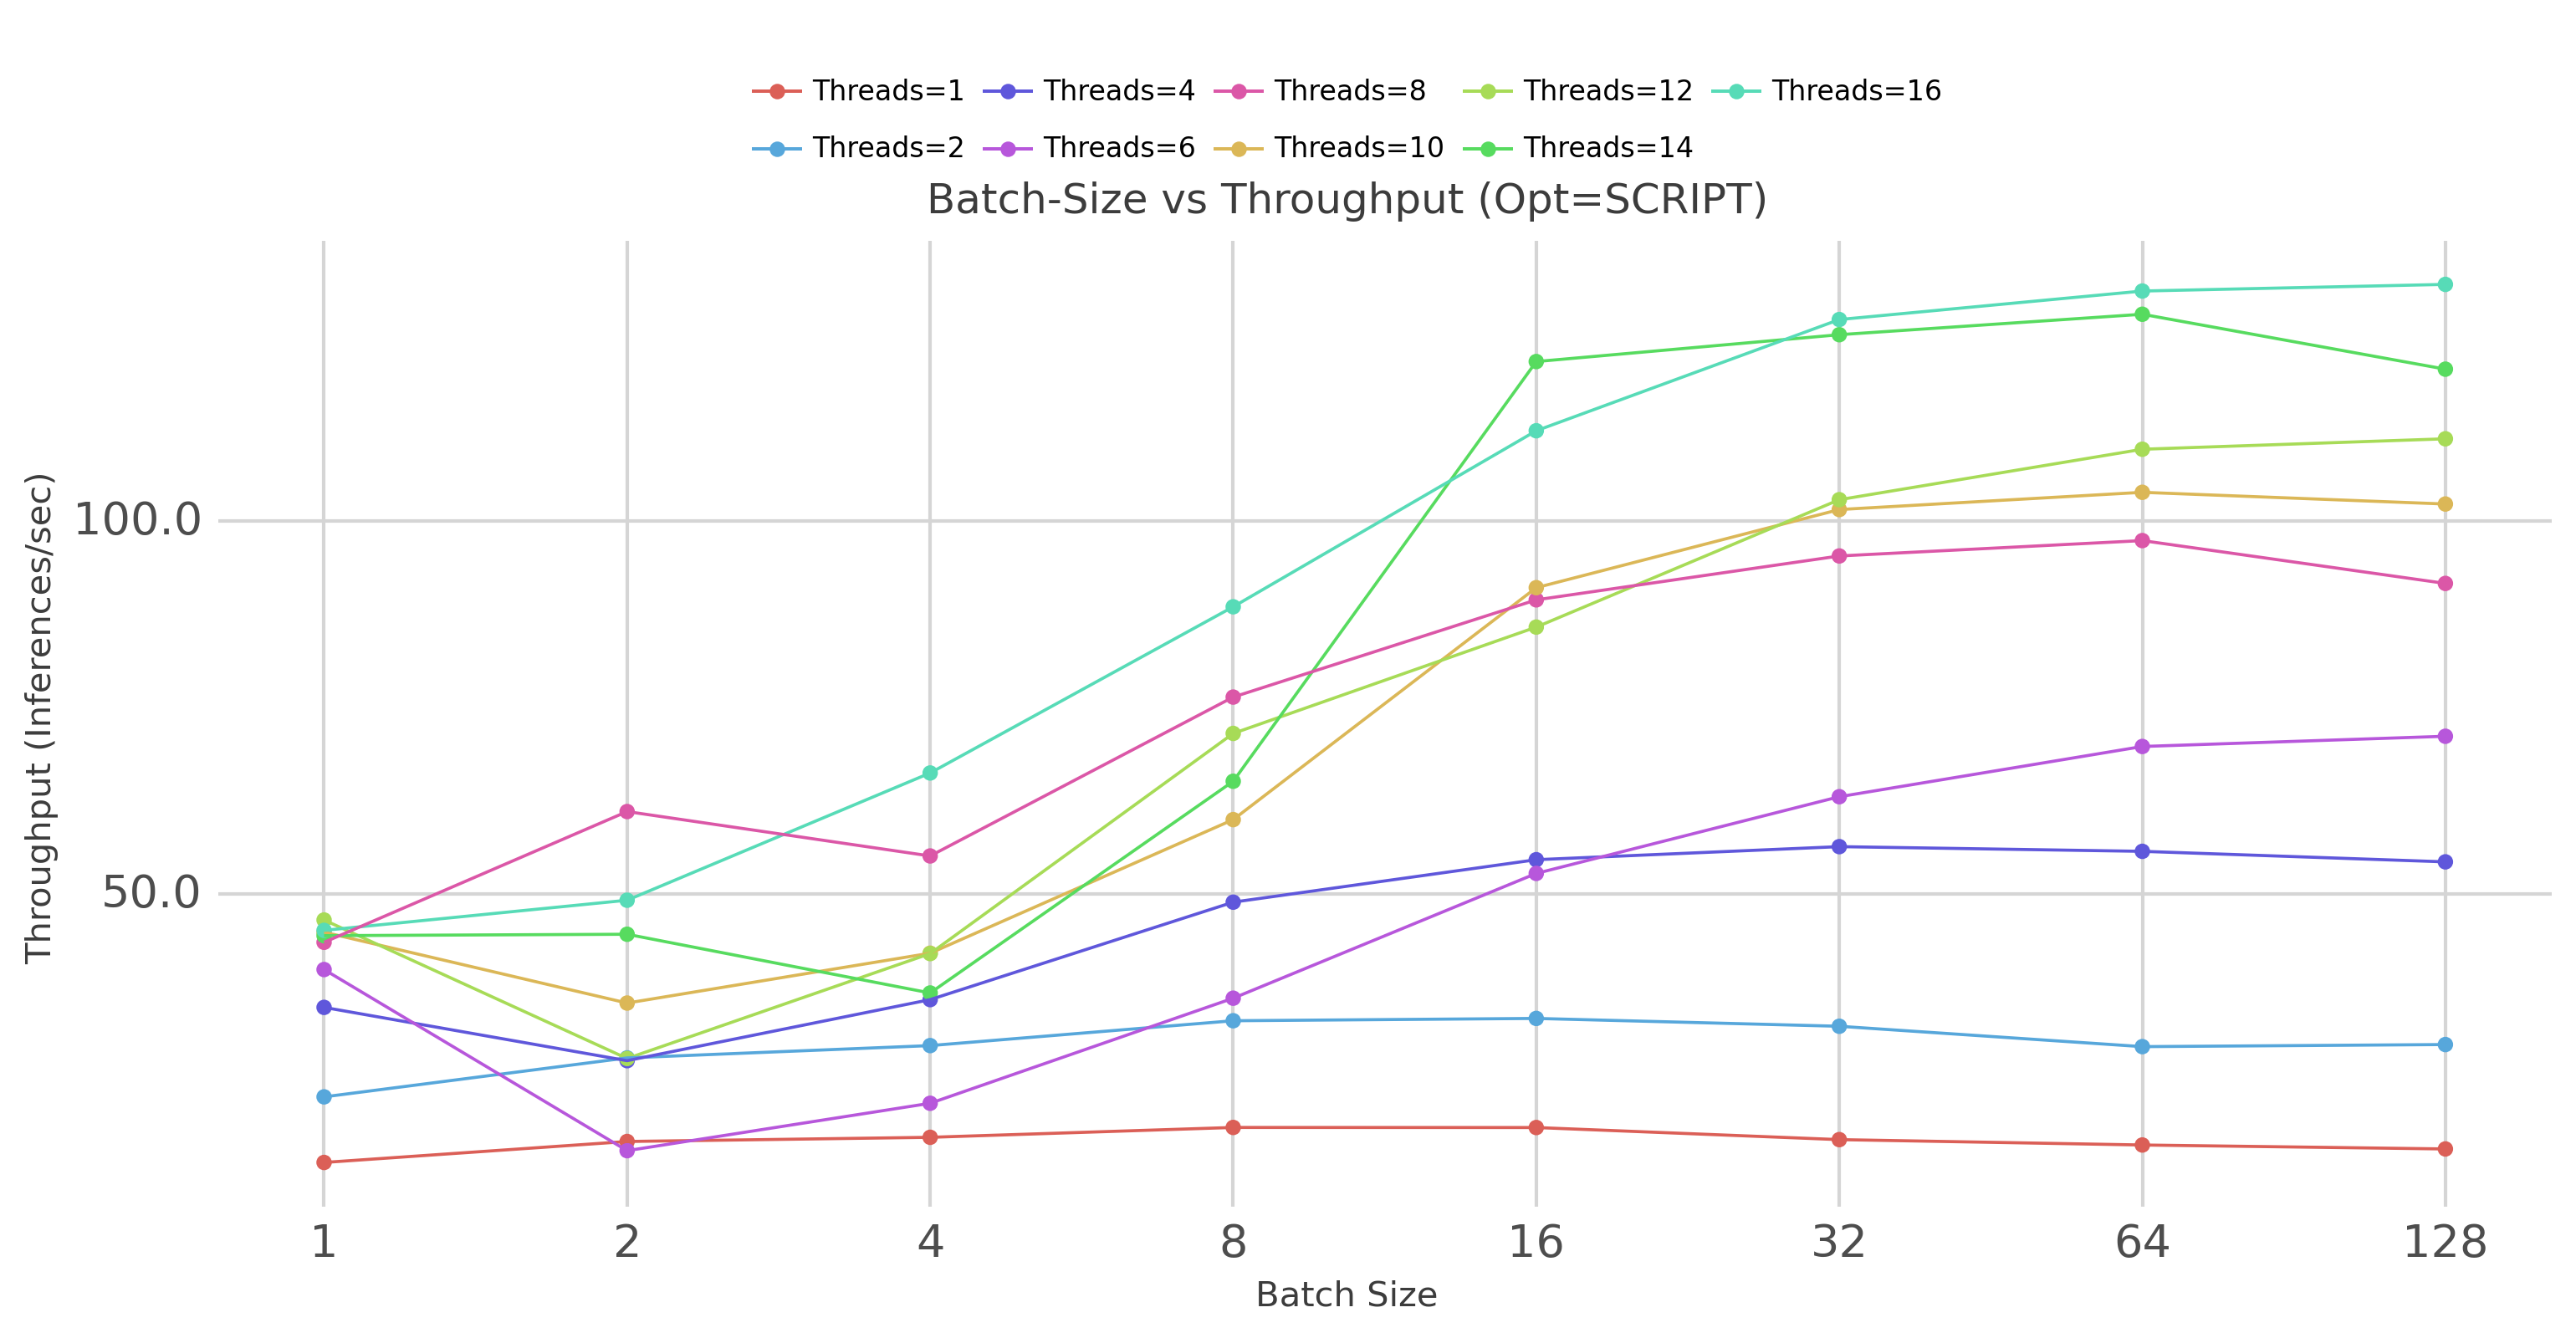 Threads=1 Threads=4 Threads=8 Threads=12 Threads=16
Threads=2 Threads=6 Threads=10 Threads=14
Batch-Size vs Throughput (Opt=SCRIPT)
Throughput (Inferences/sec)
100.0
50.0
1 2 4 8 16 32 64 128
Batch Size